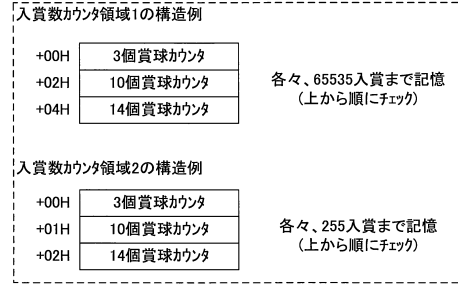 入賞数カウンタ領域1の構造例
+00H 3個賞球カウンタ
+02H 10個賞球カウンタ
+04H 14個賞球カウンタ
各々、65535入賞まで記憶
(上から順にチェック)
入賞数カウンタ領域2の構造例
+00H 3個賞球カウンタ
+01H 10個賞球カウンタ
+02H 14個賞球カウンタ
各々、255入賞まで記憶
(上から順にチェック)